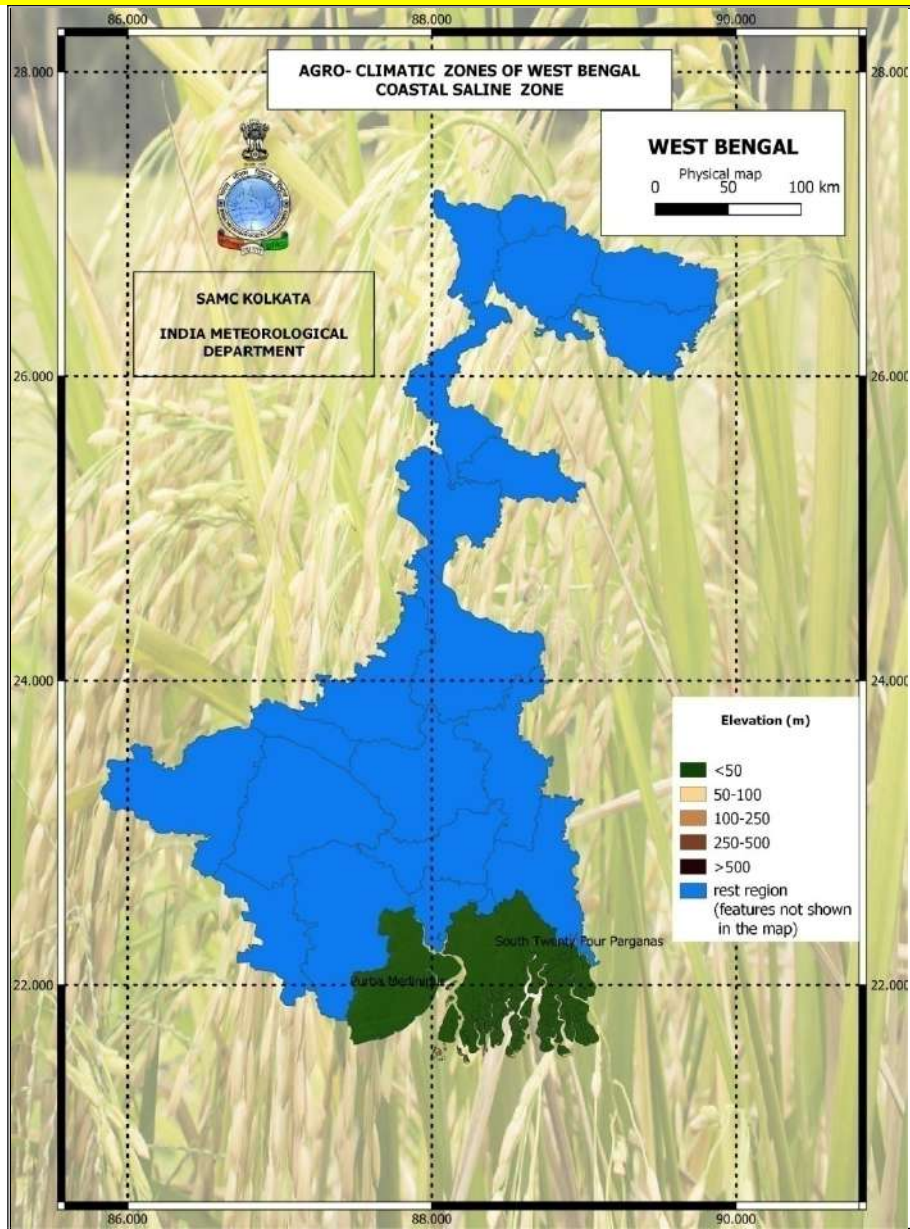 86.000
88.000
90.000
28.000
28.000
AGRO- CLIMATIC ZONES OF WEST BENGAL
COASTAL SALINE ZONE
WEST BENGAL
Physical map
0 50 100 km
SAMC KOLKATA
INDIA METEOROLOGICAL
DEPARTMENT
26.000
26.000
24.000
24.000
Elevation (m)
<50
50-100
100-250
250-500
>500
rest region
(features not shown
in the map)
South Twenty Four Parganas
Purba Medinipur
22.000
22.000
86.000
88.000
90.000